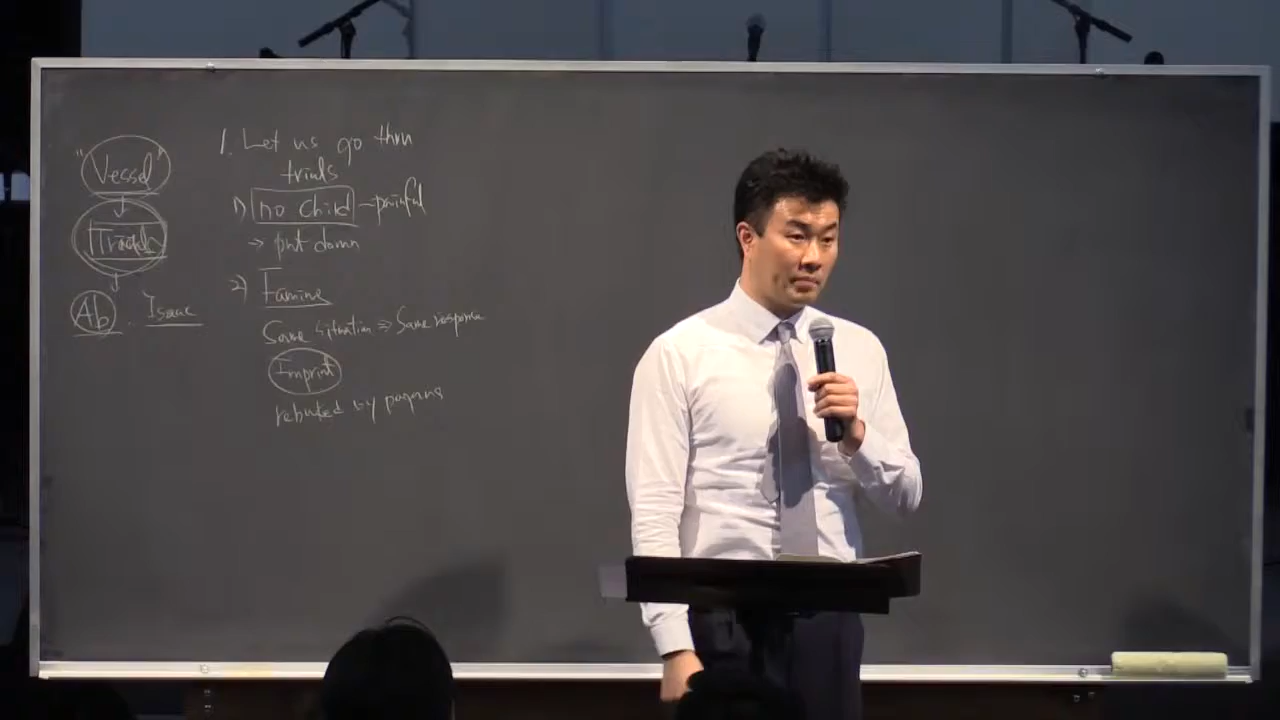 "Vessel"
Ab. Isaac
1. Let us go thru
trials
1) no child - painful
→ put down
2) Famine
Same situation ⇒ Same response
Imprint
rebuked by pagans